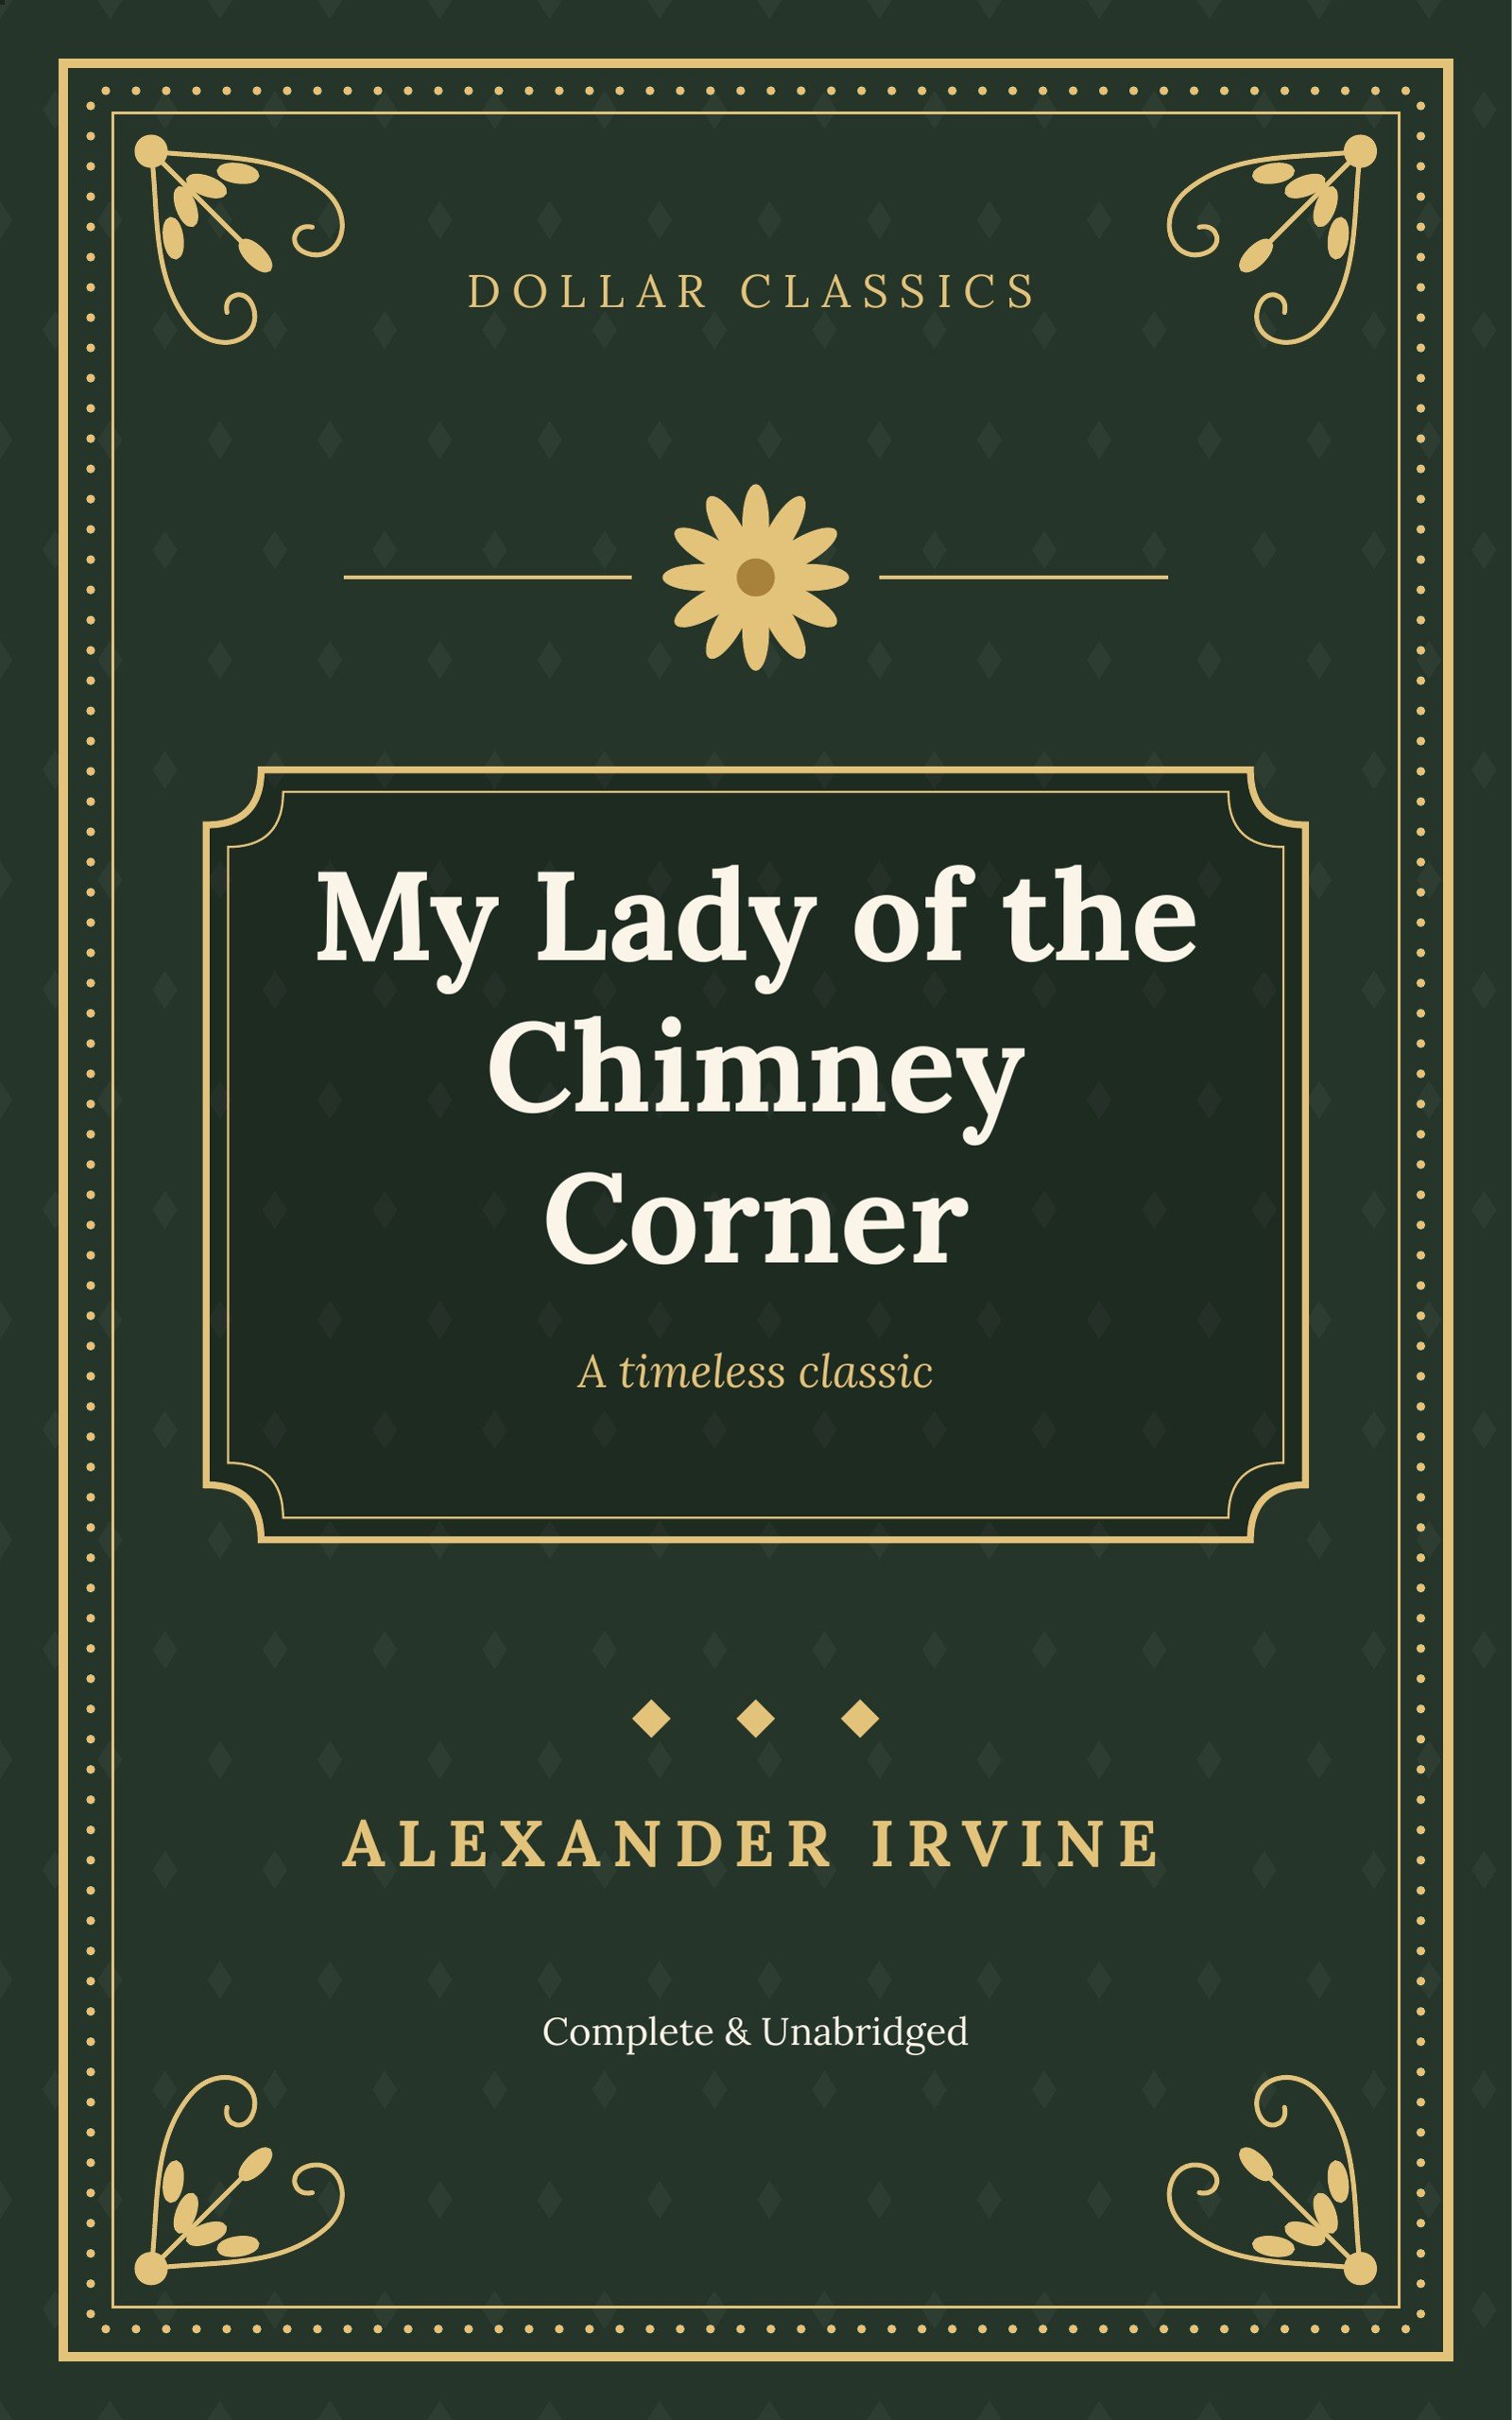 DOLLAR CLASSICS
My Lady of the
Chimney
Corner
A timeless classic
ALEXANDER IRVINE
Complete & Unabridged